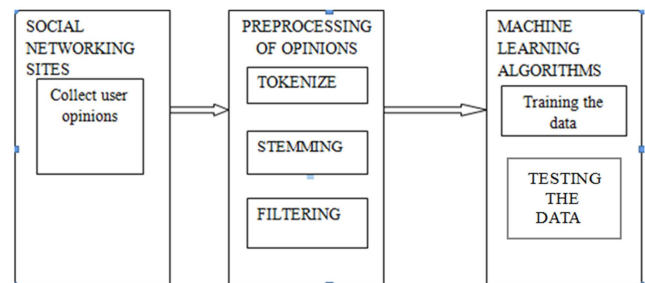 SOCIAL
NETWORKING
SITES
Collect user
opinions
PREPROCESSING
OF OPINIONS
TOKENIZE
STEMMING
FILTERING
MACHINE
LEARNING
ALGORITHMS
Training the
data
TESTING
THE
DATA